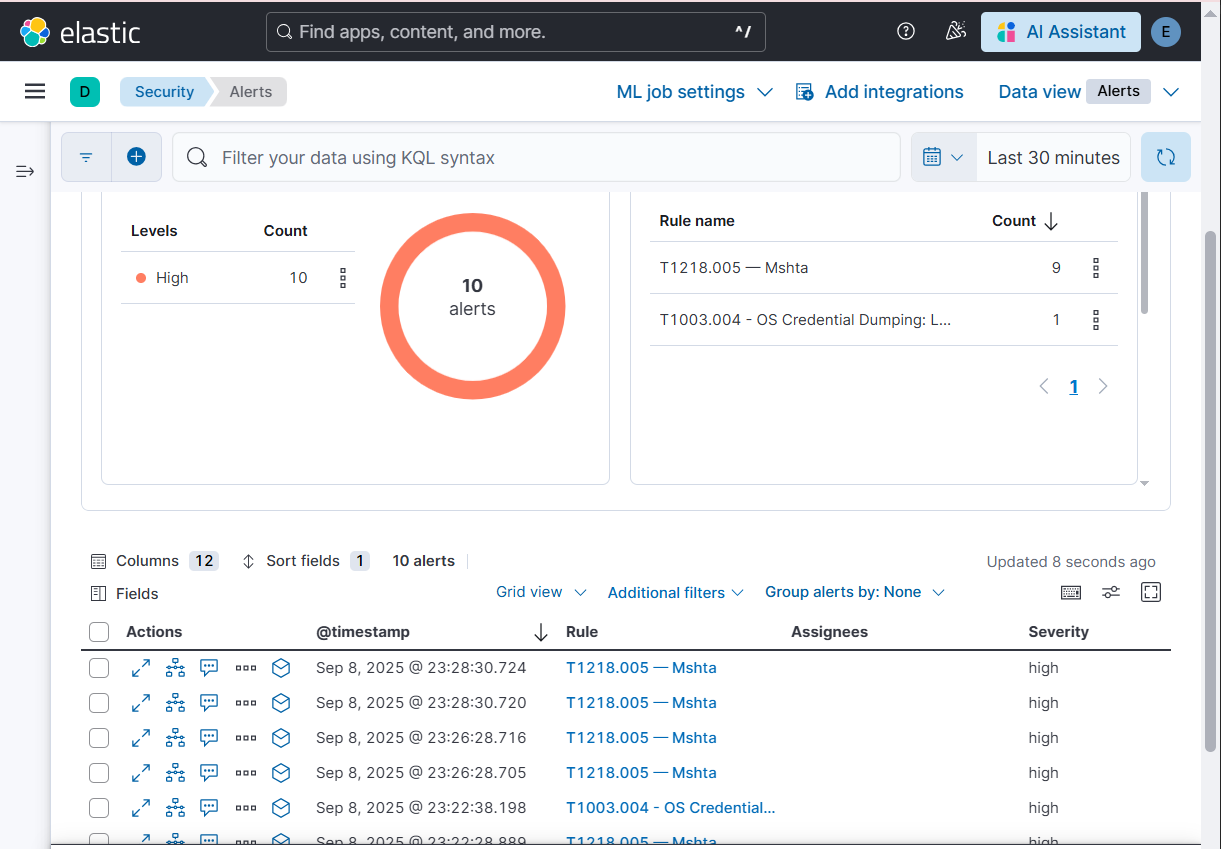 elastic
Find apps, content, and more.
^/
AI Assistant
E
D
Security
Alerts
ML job settings
Add integrations
Data view
Alerts
Filter your data using KQL syntax
Last 30 minutes
Levels
Count
High
10
10
alerts
Rule name
Count
T1218.005 — Mshta
9
T1003.004 - OS Credential Dumping: L...
1
1
Columns 12
Sort fields 1
10 alerts
Updated 8 seconds ago
Fields
Grid view
Additional filters
Group alerts by: None
Actions
@timestamp
Rule
Assignees
Severity
Sep 8, 2025 @ 23:28:30.724 T1218.005 — Mshta high
Sep 8, 2025 @ 23:28:30.720 T1218.005 — Mshta high
Sep 8, 2025 @ 23:26:28.716 T1218.005 — Mshta high
Sep 8, 2025 @ 23:26:28.705 T1218.005 — Mshta high
Sep 8, 2025 @ 23:22:38.198 T1003.004 - OS Credential... high
Sep 8, 2025 @ 23:22:28.889 T1218.005 — Mshta high